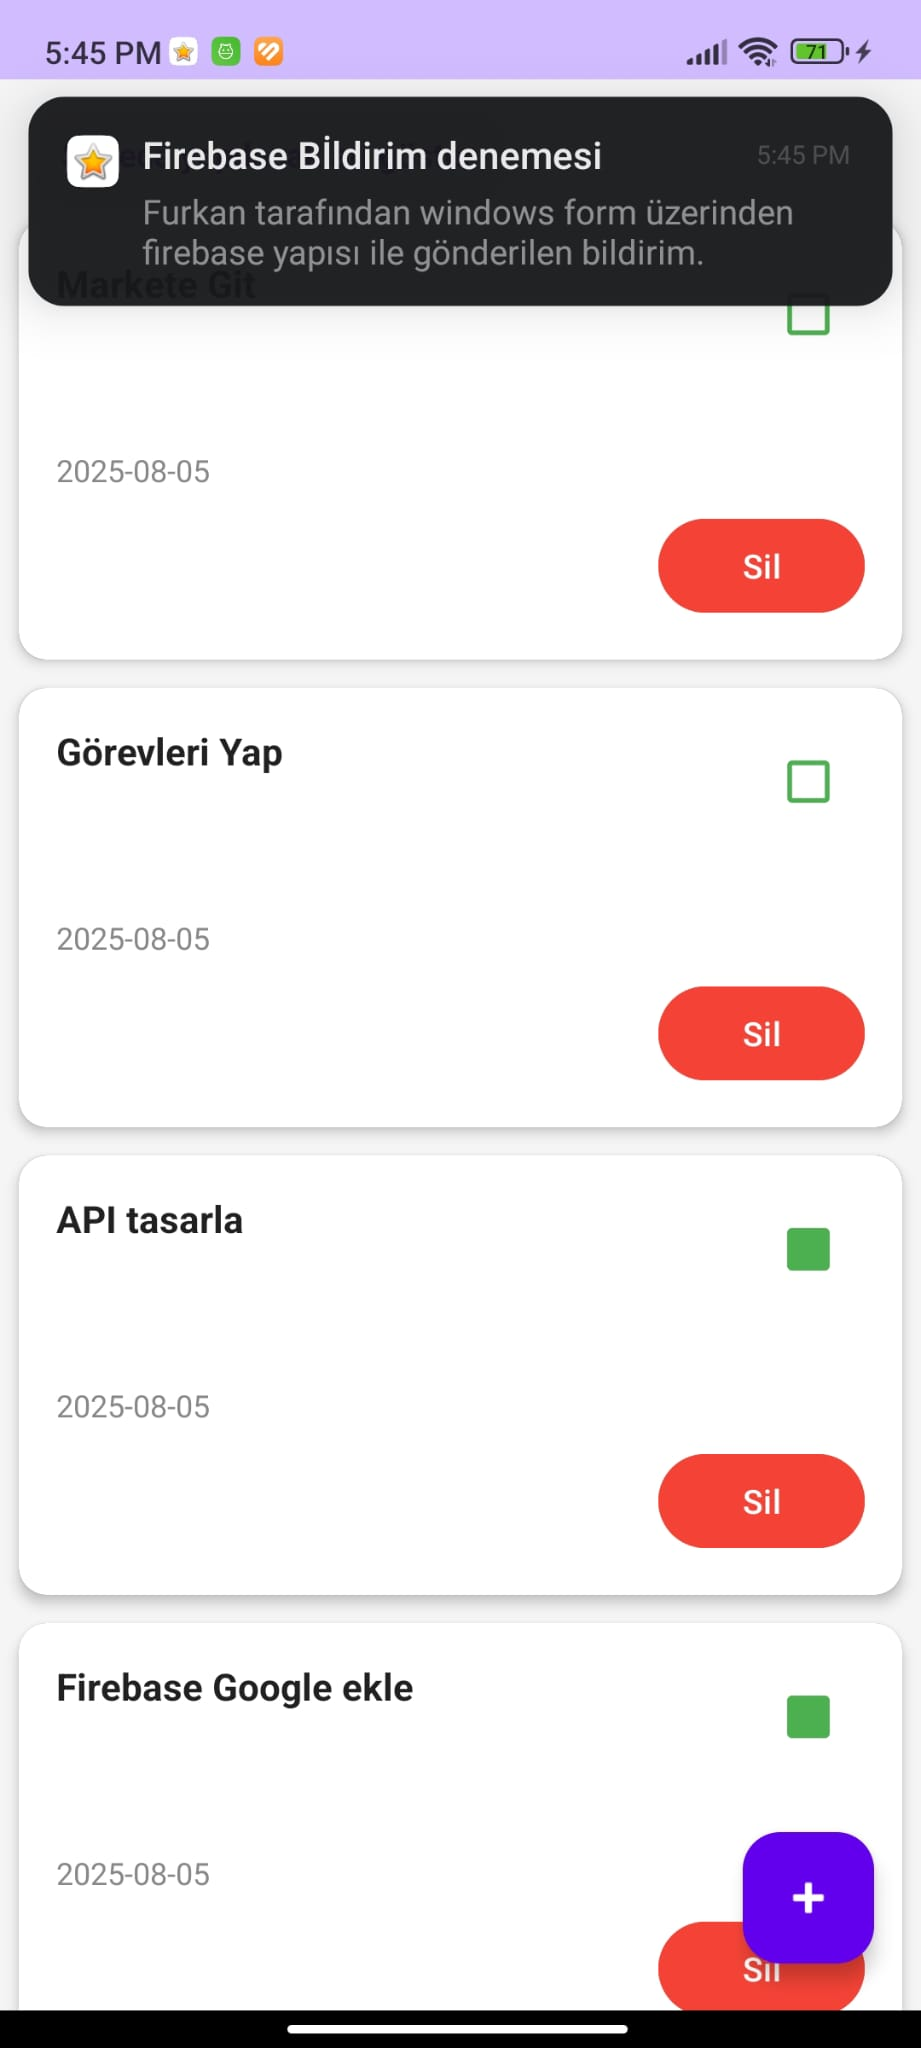 5:45 PM
71
Firebase Bİldirim denemesi
5:45 PM
Furkan tarafından windows form üzerinden
firebase yapısı ile gönderilen bildirim.
Markete Git
2025-08-05
Sil
Görevleri Yap
2025-08-05
Sil
API tasarla
2025-08-05
Sil
Firebase Google ekle
2025-08-05
+
Sil